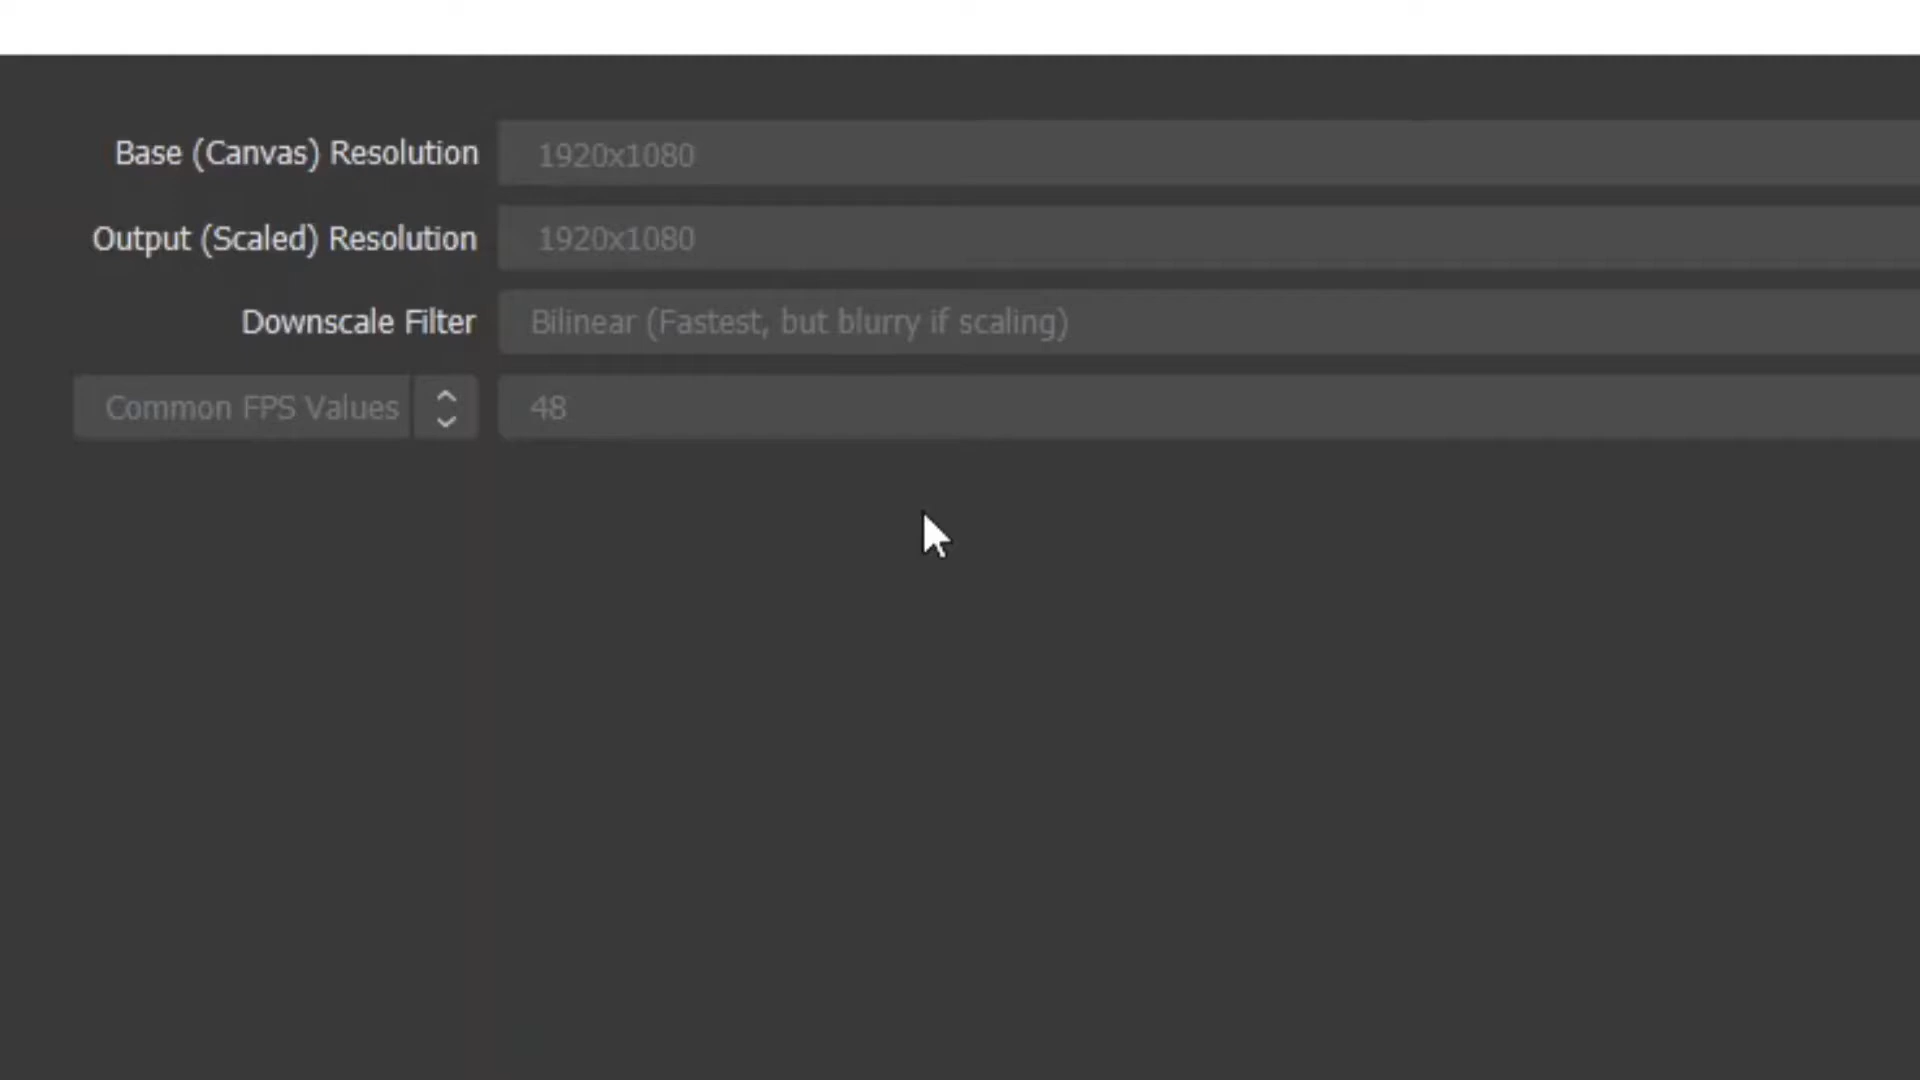 Base (Canvas) Resolution 1920x1080
Output (Scaled) Resolution 1920x1080
Downscale Filter Bilinear (Fastest, but blurry if scaling)
Common FPS Values 48